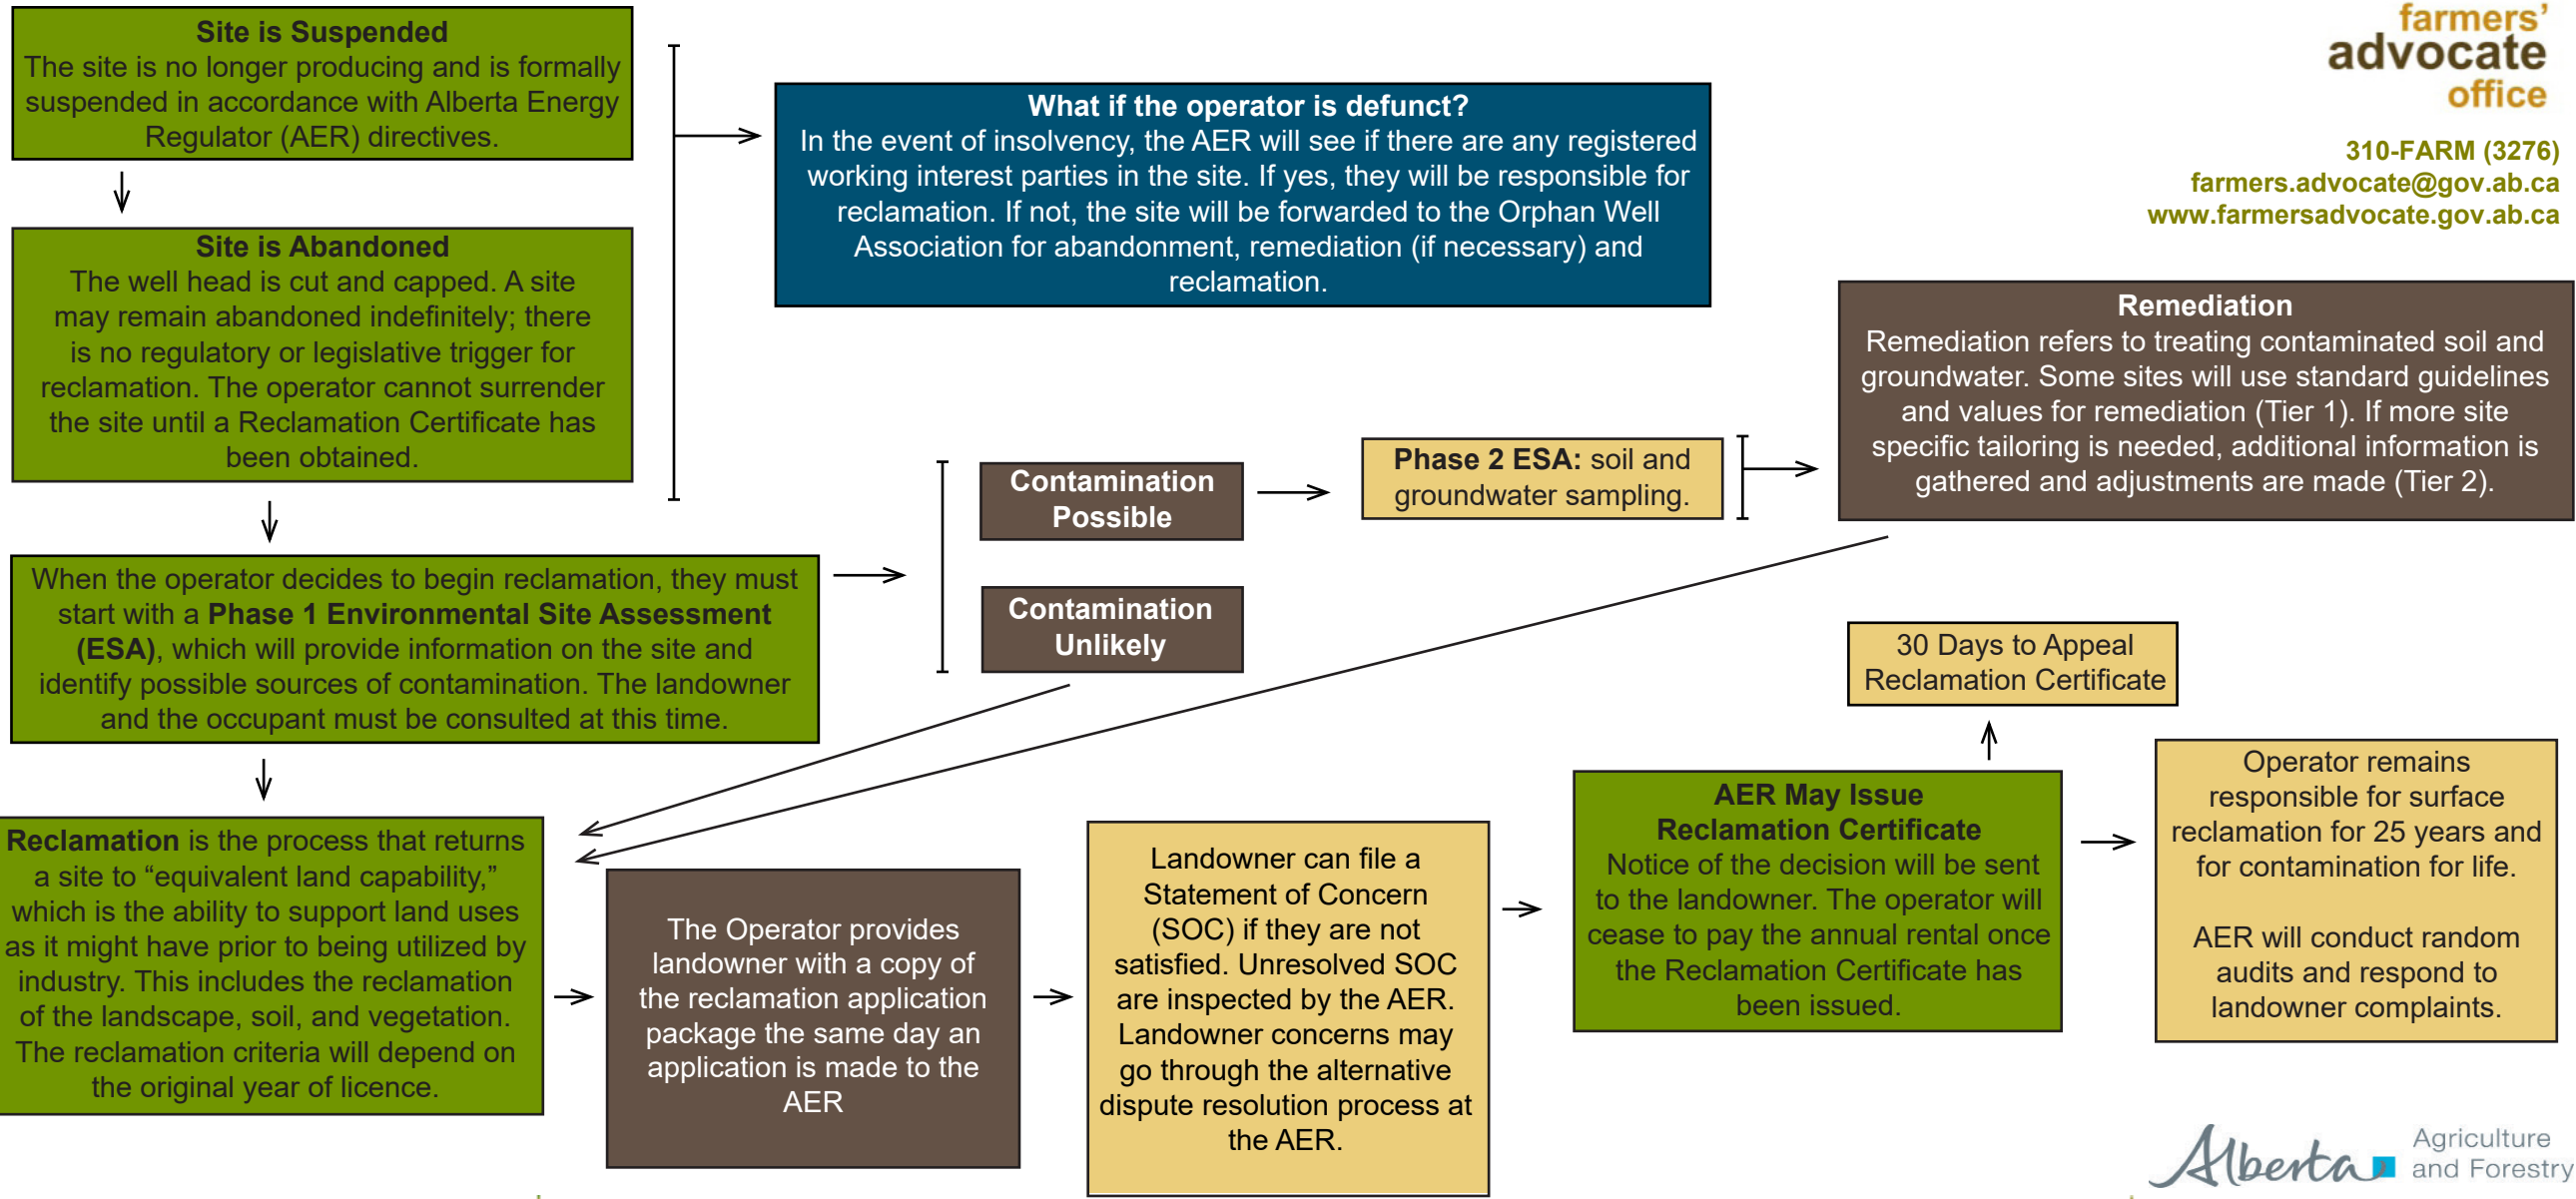 Site is Suspended
The site is no longer producing and is formally
suspended in accordance with Alberta Energy
Regulator (AER) directives.
Site is Abandoned
The well head is cut and capped. A site
may remain abandoned indefinitely; there
is no regulatory or legislative trigger for
reclamation. The operator cannot surrender
the site until a Reclamation Certificate has
been obtained.
What if the operator is defunct?
In the event of insolvency, the AER will see if there are any registered
working interest parties in the site. If yes, they will be responsible for
reclamation. If not, the site will be forwarded to the Orphan Well
Association for abandonment, remediation (if necessary) and
reclamation.
farmers'
advocate
office
310-FARM (3276)
farmers.advocate@gov.ab.ca
www.farmersadvocate.gov.ab.ca
When the operator decides to begin reclamation, they must
start with a Phase 1 Environmental Site Assessment
(ESA), which will provide information on the site and
identify possible sources of contamination. The landowner
and the occupant must be consulted at this time.
Contamination
Possible
Contamination
Unlikely
Phase 2 ESA: soil and
groundwater sampling.
Remediation
Remediation refers to treating contaminated soil and
groundwater. Some sites will use standard guidelines
and values for remediation (Tier 1). If more site
specific tailoring is needed, additional information is
gathered and adjustments are made (Tier 2).
Reclamation is the process that returns
a site to “equivalent land capability,”
which is the ability to support land uses
as it might have prior to being utilized by
industry. This includes the reclamation
of the landscape, soil, and vegetation.
The reclamation criteria will depend on
the original year of licence.
The Operator provides
landowner with a copy of
the reclamation application
package the same day an
application is made to the
AER
Landowner can file a
Statement of Concern
(SOC) if they are not
satisfied. Unresolved SOC
are inspected by the AER.
Landowner concerns may
go through the alternative
dispute resolution process at
the AER.
AER May Issue
Reclamation Certificate
Notice of the decision will be sent
to the landowner. The operator will
cease to pay the annual rental once
the Reclamation Certificate has
been issued.
30 Days to Appeal
Reclamation Certificate
Operator remains
responsible for surface
reclamation for 25 years and
for contamination for life.
AER will conduct random
audits and respond to
landowner complaints.
Alberta
Agriculture
and Forestry